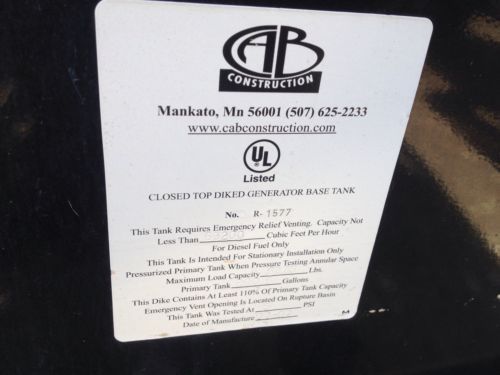 CAB
CONSTRUCTION
Mankato, Mn 56001 (507) 625-2233
www.cabconstruction.com
UL
Listed
CLOSED TOP DIKED GENERATOR BASE TANK
No. R-1577
This Tank Requires Emergency Relief Venting. Capacity Not
Less Than Cubic Feet Per Hour
For Diesel Fuel Only
This Tank Is Intended For Stationary Installation Only
Pressurized Primary Tank When Pressure Testing Annular Space
Maximum Load Capacity Lbs.
Primary Tank Gallons
This Dike Contains At Least 110% Of Primary Tank Capacity
Emergency Vent Opening Is Located On Rupture Basin
This Tank Was Tested At PSI
Date of Manufacture
M